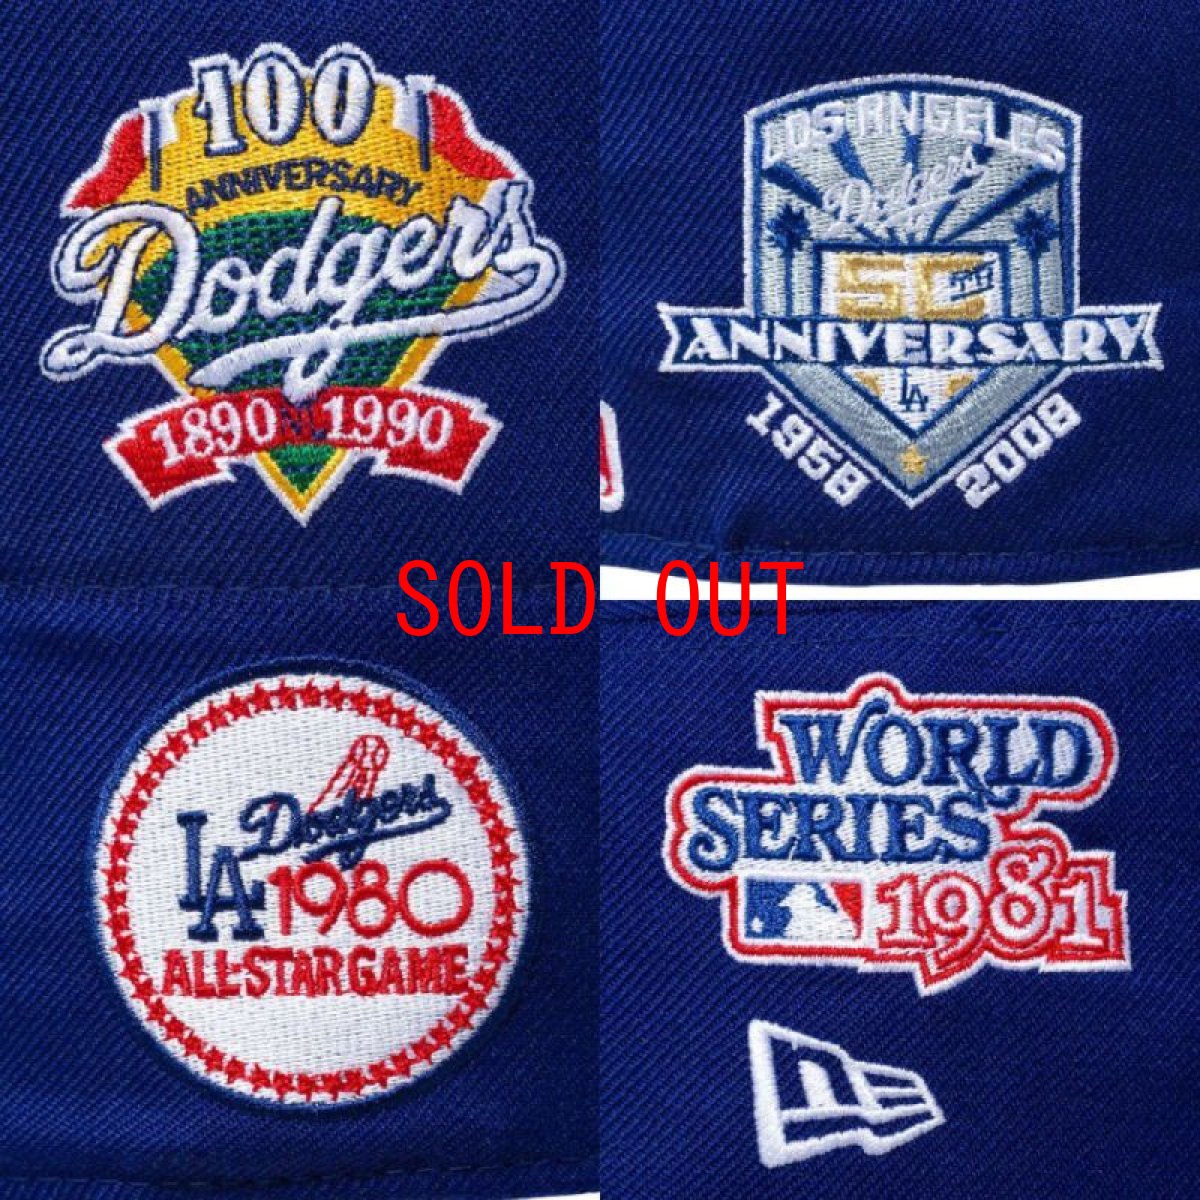 100
ANNIVERSARY
Dodgers
1890 NL 1990
LOS ANGELES
Dodgers
50TH
ANNIVERSARY
LA
1958 2008
SOLD OUT
Dodgers
LA 1980
ALL-STAR GAME
WORLD
SERIES
1981